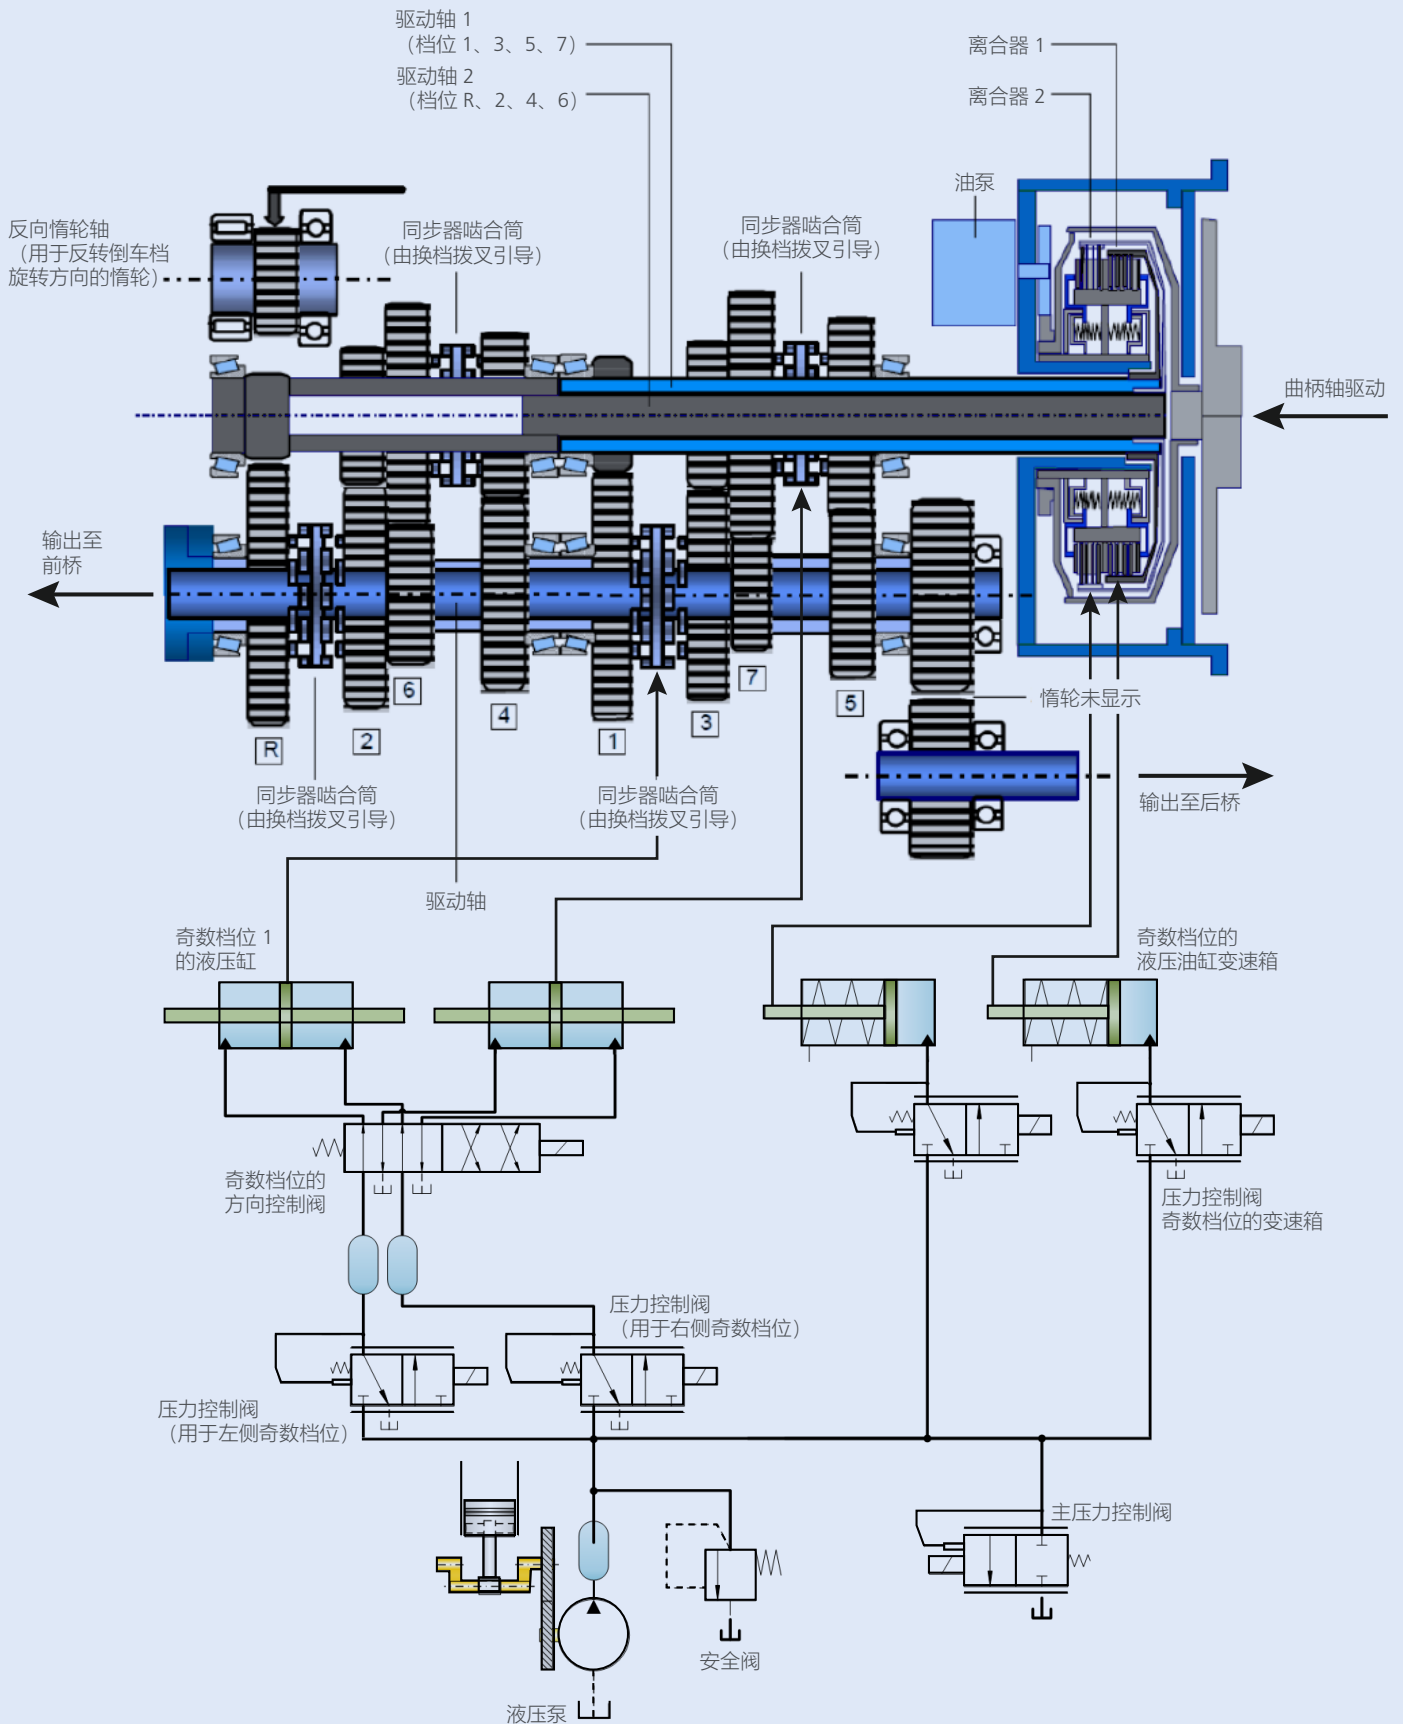 驱动轴 1
（档位 1、3、5、7）
驱动轴 2
（档位 R、2、4、6）
离合器 1
离合器 2
油泵
反向惰轮轴
（用于反转倒车档
旋转方向的惰轮）
同步器啮合筒
（由换档拨叉引导）
同步器啮合筒
（由换档拨叉引导）
曲柄轴驱动
输出至
前桥
R
2
6
4
1
3
7
5
惰轮未显示
输出至后桥
同步器啮合筒
（由换档拨叉引导）
同步器啮合筒
（由换档拨叉引导）
驱动轴
奇数档位 1
的液压缸
奇数档位的
液压油缸变速箱
奇数档位的
方向控制阀
压力控制阀
奇数档位的变速箱
压力控制阀
（用于右侧奇数档位）
压力控制阀
（用于左侧奇数档位）
主压力控制阀
安全阀
液压泵